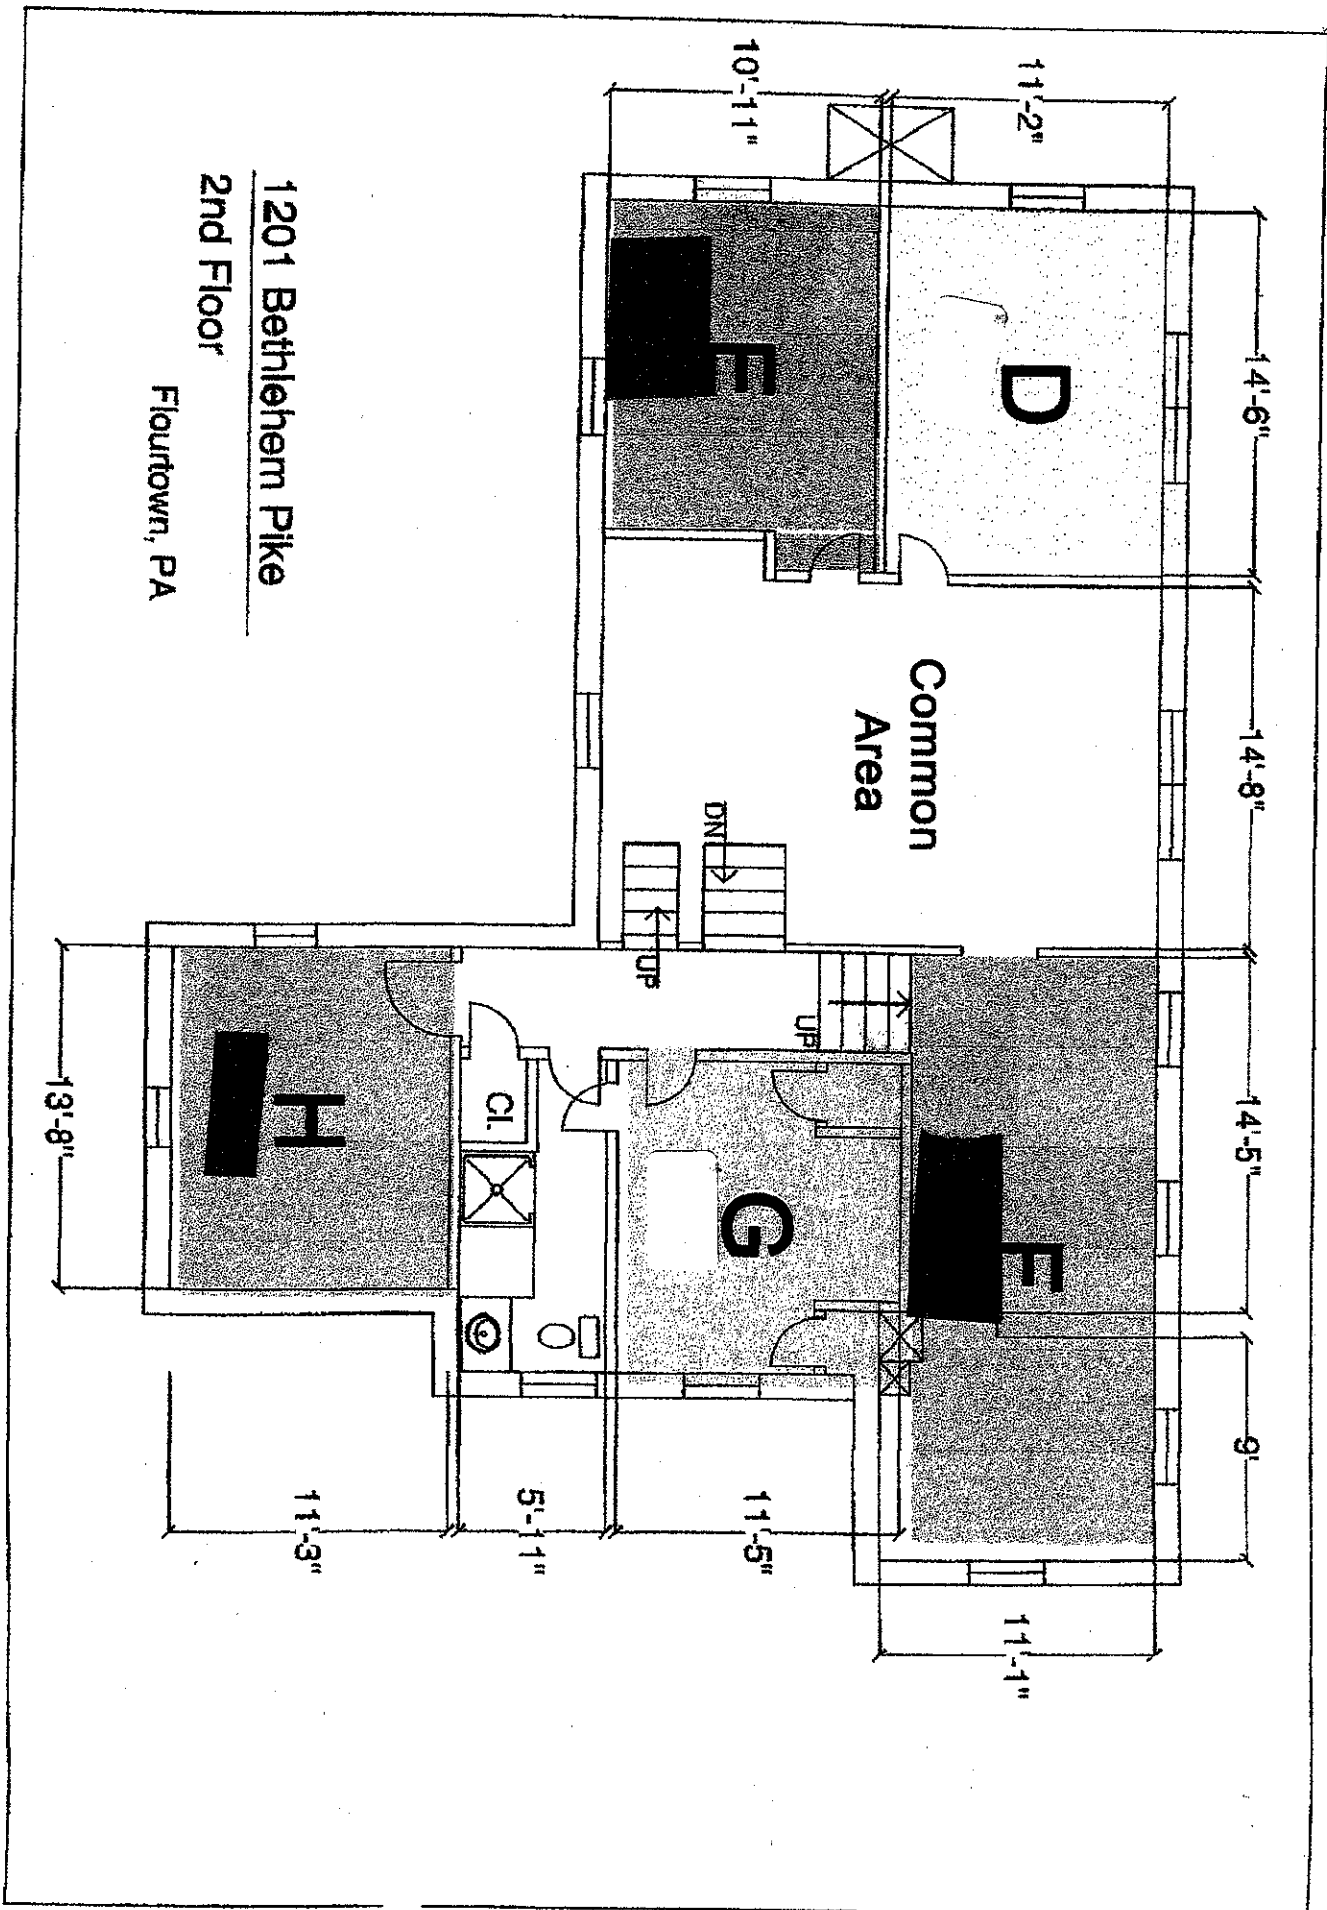 14'-6"
14'-8"
14'-5"
9'
11'-2"
D
F
11'-1"
Common
Area
UP
10'-11"
E
DN
G
11'-5"
UP
5'-11"
Cl.
H
11'-3"
1201 Bethlehem Pike
2nd Floor
Flourtown, PA
13'-8"